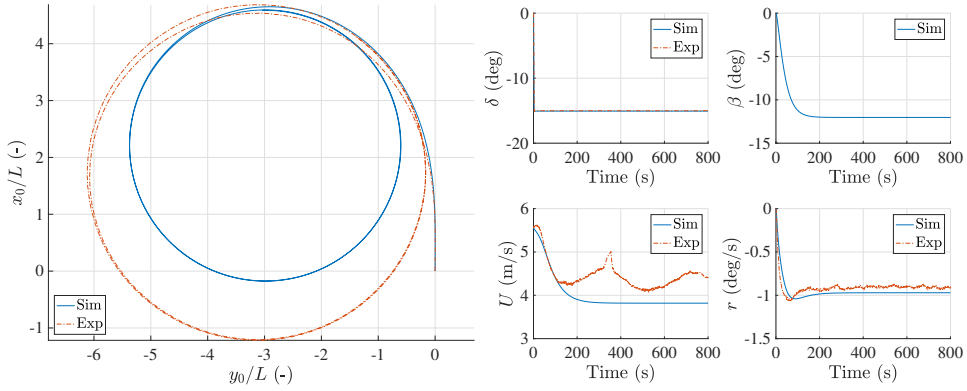 4
3
2
1
0
-1
x₀/L (-)
-6 -5 -4 -3 -2 -1 0
y₀/L (-)
Sim
Exp
0
-10
-20
δ (deg)
0 200 400 600 800
Time (s)
Sim
Exp
0
-5
-10
-15
β (deg)
0 200 400 600 800
Time (s)
Sim
6
5
4
3
U (m/s)
0 200 400 600 800
Time (s)
Sim
Exp
0
-0.5
-1
-1.5
r (deg/s)
0 200 400 600 800
Time (s)
Sim
Exp